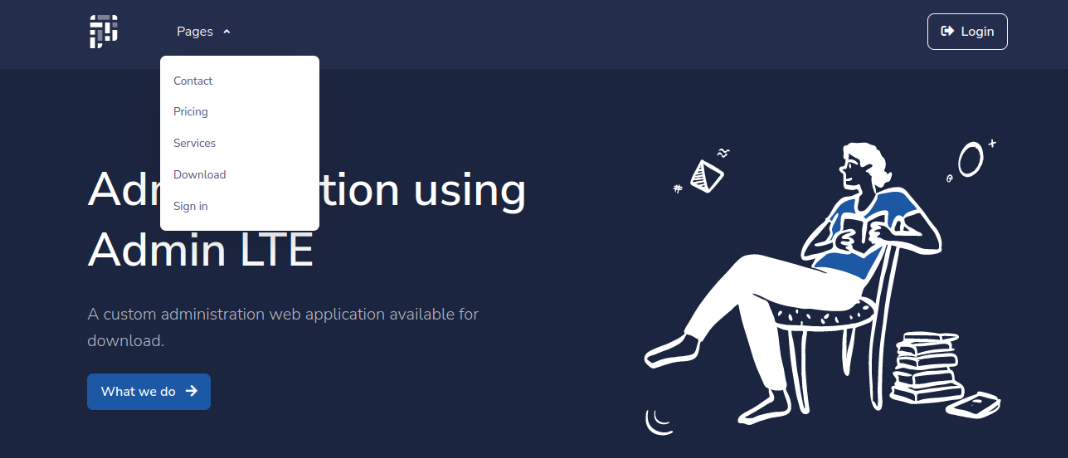 Pages
Login
Contact
Pricing
Services
Download
Sign in
Adm tion using
Admin LTE
A custom administration web application available for
download.
What we do